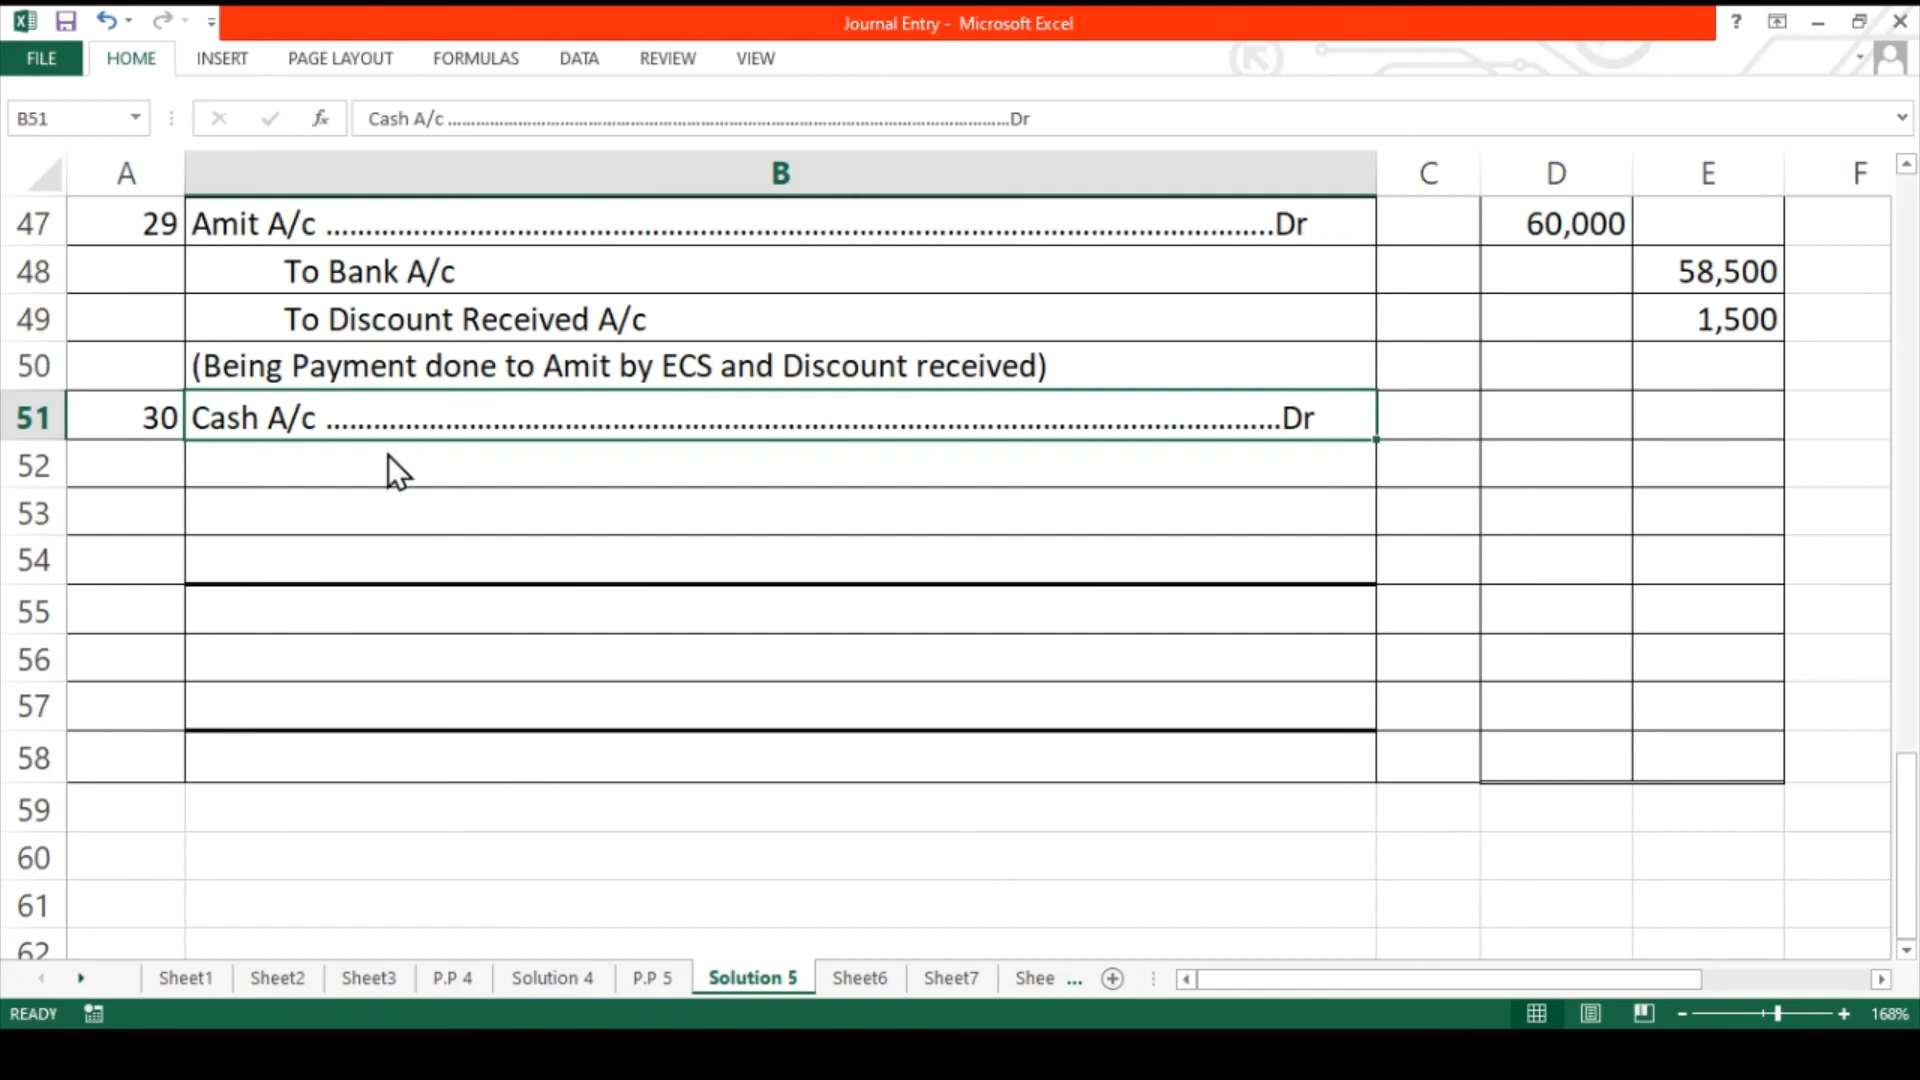 Journal Entry - Microsoft Excel
?
FILE HOME INSERT PAGE LAYOUT FORMULAS DATA REVIEW VIEW
B51 fx Cash A/c ................................................................................................Dr
A B C D E F
47 29 Amit A/c ................................................................................................Dr 60,000
48 To Bank A/c 58,500
49 To Discount Received A/c 1,500
50 (Being Payment done to Amit by ECS and Discount received)
51 30 Cash A/c ................................................................................................Dr
52
53
54
55
56
57
58
59
60
61
62
Sheet1 Sheet2 Sheet3 P.P 4 Solution 4 P.P 5 Solution 5 Sheet6 Sheet7 Shee ...
READY 168%